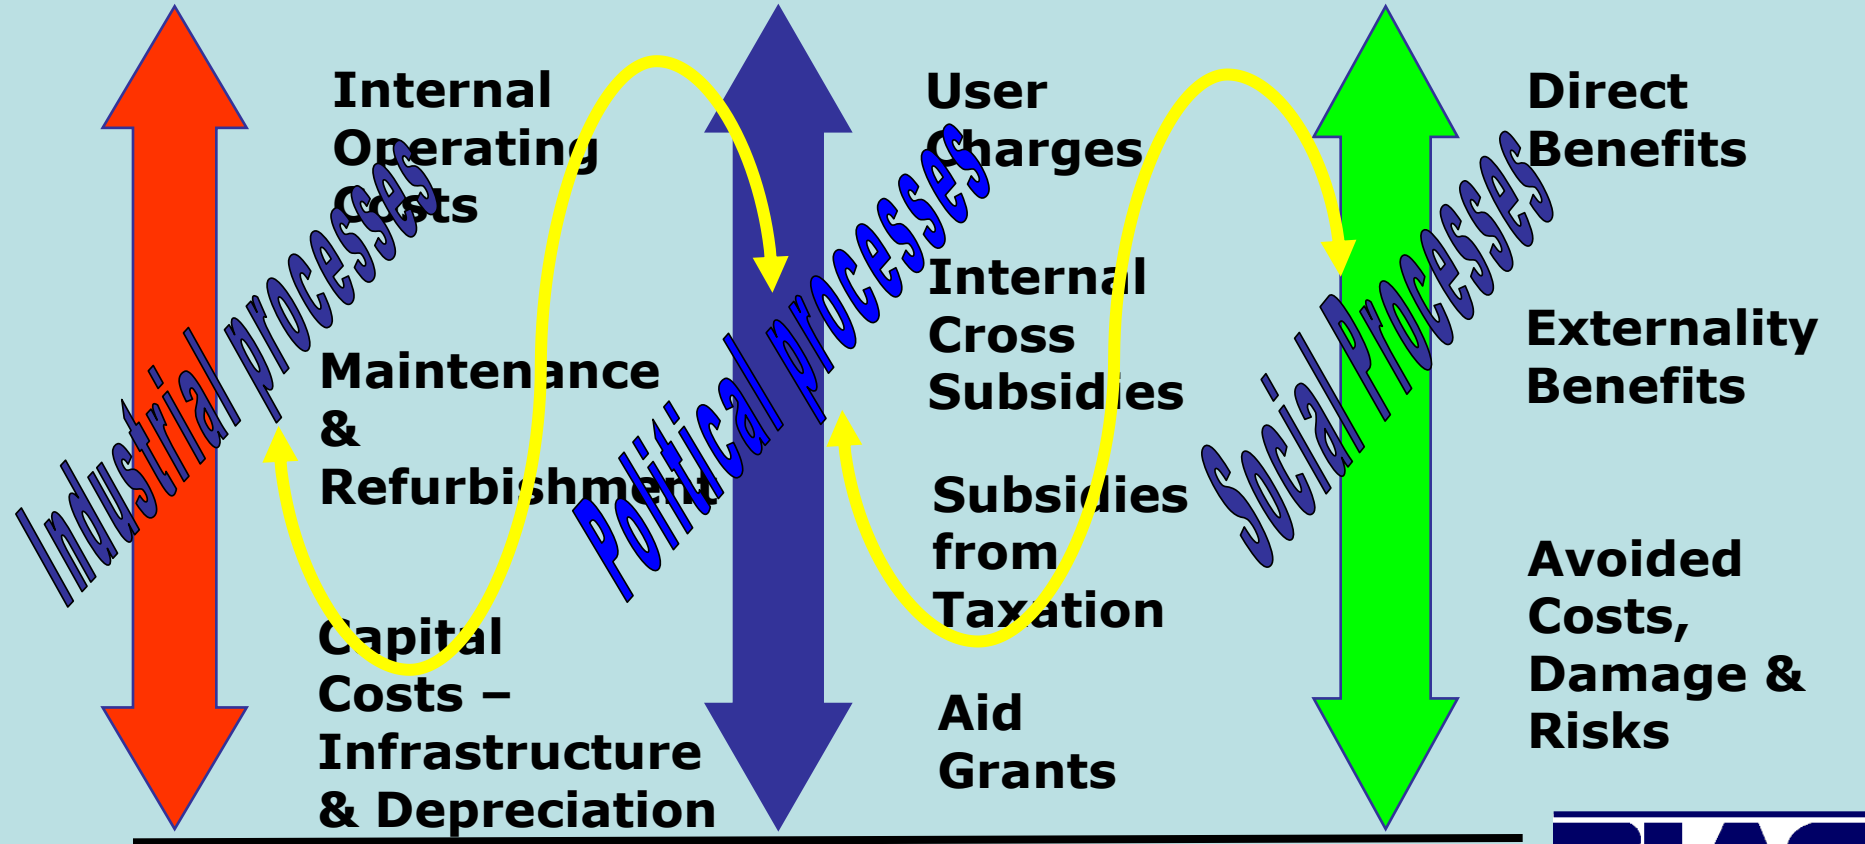 Internal
Operating
Costs
Maintenance
&
Refurbishment
Capital
Costs –
Infrastructure
& Depreciation
Industrial processes
User
Charges
Internal
Cross
Subsidies
Subsidies
from
Taxation
Aid
Grants
Political processes
Direct
Benefits
Externality
Benefits
Avoided
Costs,
Damage &
Risks
Social Processes